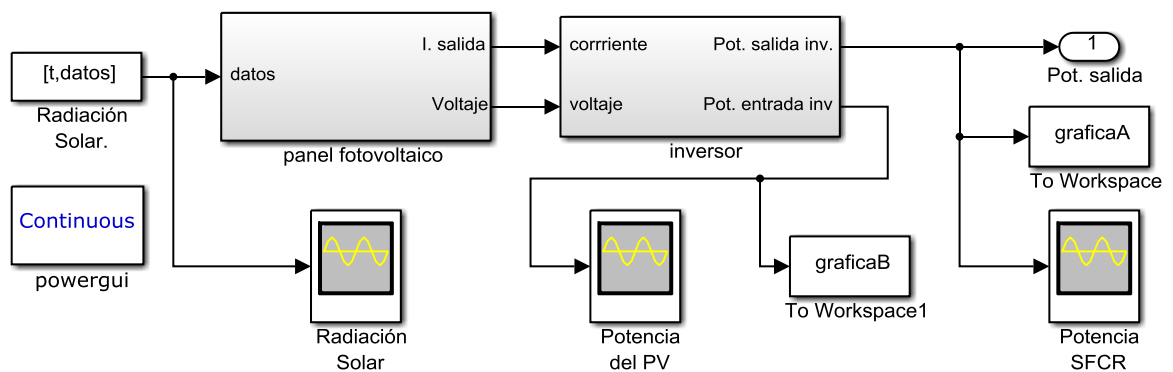 [t,datos]
Radiación
Solar.
datos
I. salida
Voltaje
panel fotovoltaico
corrriente
voltaje
Pot. salida inv.
Pot. entrada inv
inversor
1
Pot. salida
graficaA
To Workspace
Continuous
powergui
Radiación
Solar
Potencia
del PV
graficaB
To Workspace1
Potencia
SFCR